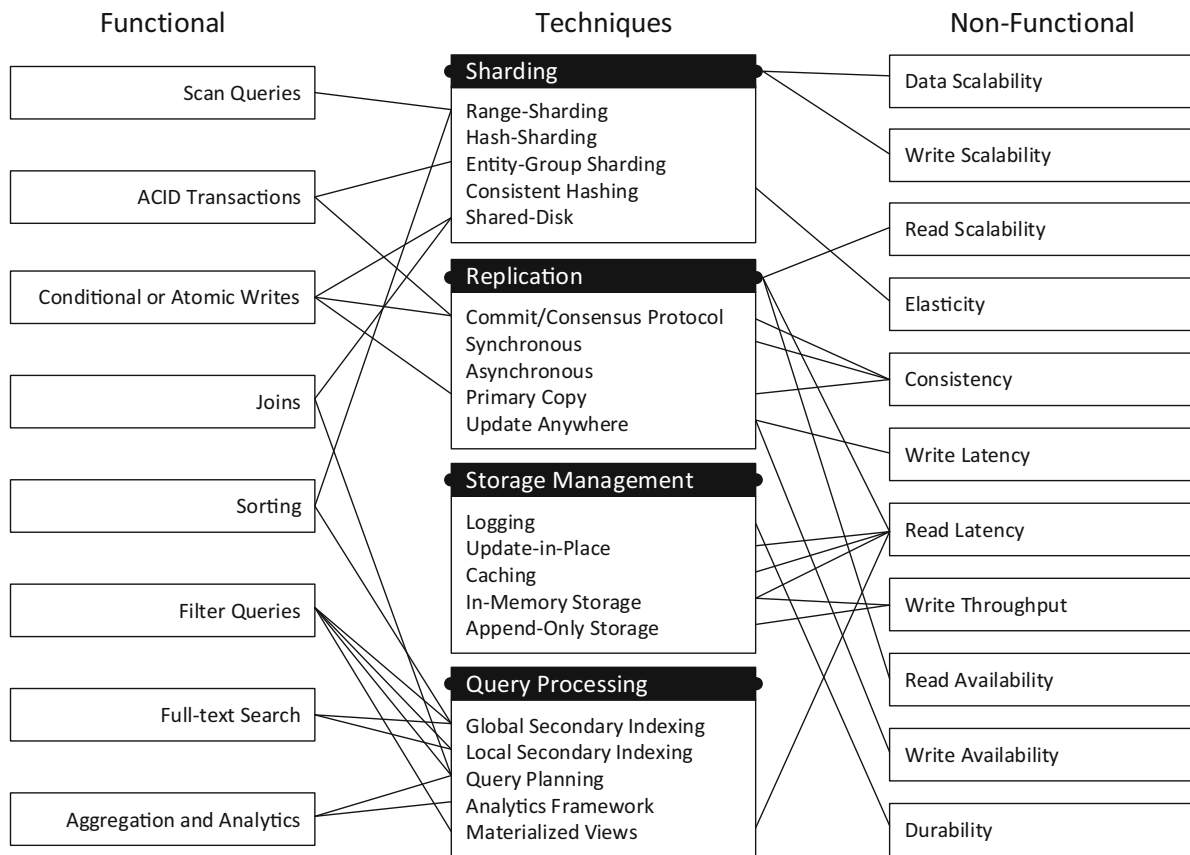 Functional
Techniques
Non-Functional
Scan Queries
ACID Transactions
Conditional or Atomic Writes
Joins
Sorting
Filter Queries
Full-text Search
Aggregation and Analytics
Sharding
Range-Sharding
Hash-Sharding
Entity-Group Sharding
Consistent Hashing
Shared-Disk
Replication
Commit/Consensus Protocol
Synchronous
Asynchronous
Primary Copy
Update Anywhere
Storage Management
Logging
Update-in-Place
Caching
In-Memory Storage
Append-Only Storage
Query Processing
Global Secondary Indexing
Local Secondary Indexing
Query Planning
Analytics Framework
Materialized Views
Data Scalability
Write Scalability
Read Scalability
Elasticity
Consistency
Write Latency
Read Latency
Write Throughput
Read Availability
Write Availability
Durability